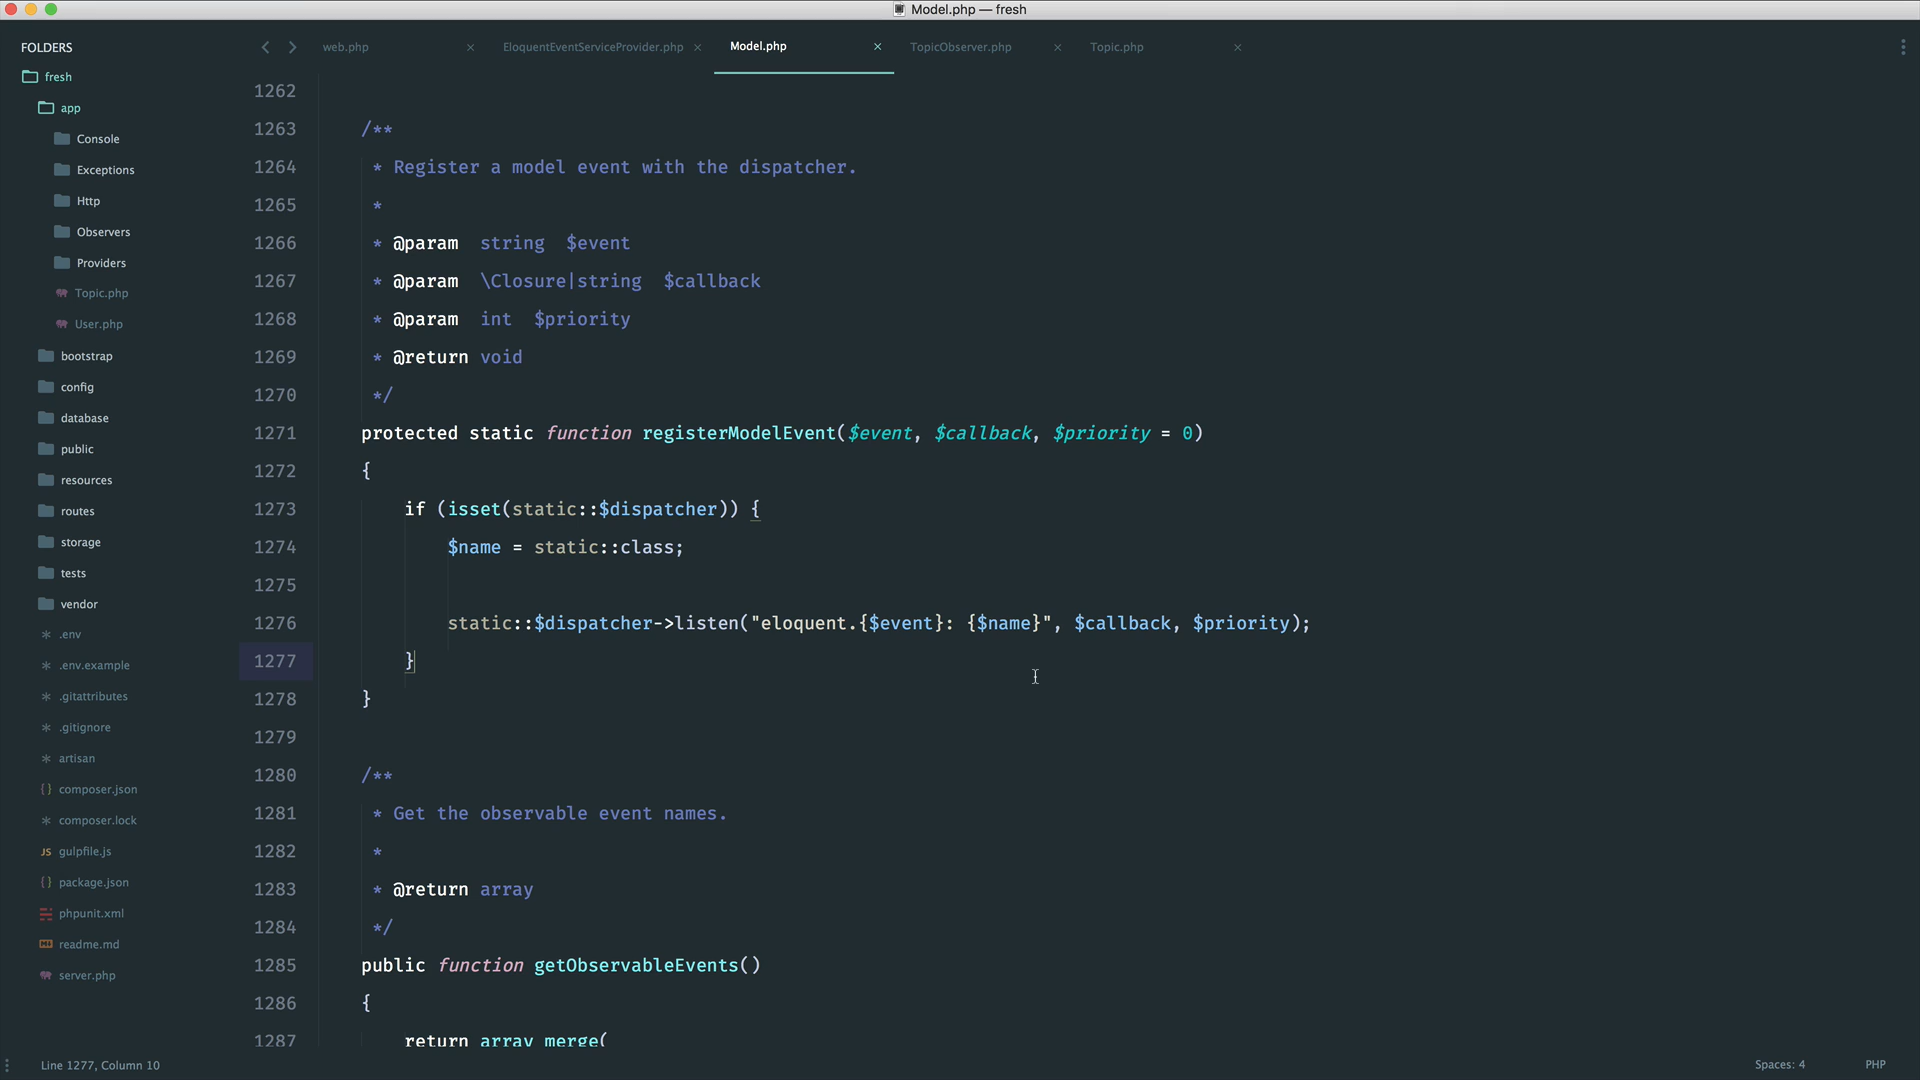 Model.php — fresh
FOLDERS
fresh
app
Console
Exceptions
Http
Observers
Providers
Topic.php
User.php
bootstrap
config
database
public
resources
routes
storage
tests
vendor
.env
.env.example
.gitattributes
.gitignore
artisan
{} composer.json
composer.lock
JS gulpfile.js
{} package.json
phpunit.xml
readme.md
server.php
web.php × EloquentEventServiceProvider.php × Model.php × TopicObserver.php × Topic.php ×
1262
1263 /**
1264 * Register a model event with the dispatcher.
1265 *
1266 * @param string $event
1267 * @param \Closure|string $callback
1268 * @param int $priority
1269 * @return void
1270 */
1271 protected static function registerModelEvent($event, $callback, $priority = 0)
1272 {
1273 if (isset(static::$dispatcher)) {
1274 $name = static::class;
1275
1276 static::$dispatcher->listen("eloquent.{$event}: {$name}", $callback, $priority);
1277 }
1278 }
1279
1280 /**
1281 * Get the observable event names.
1282 *
1283 * @return array
1284 */
1285 public function getObservableEvents()
1286 {
1287 return array_merge(
Line 1277, Column 10 Spaces: 4 PHP